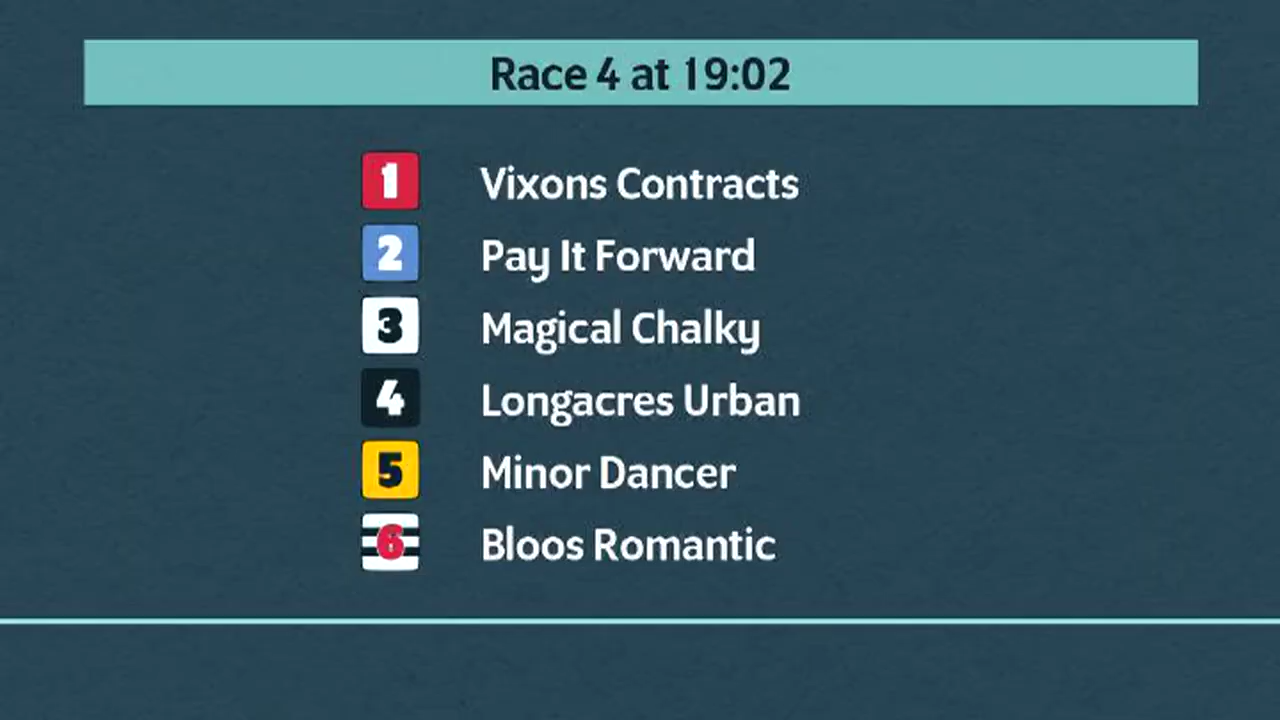 Race 4 at 19:02
1 Vixons Contracts
2 Pay It Forward
3 Magical Chalky
4 Longacres Urban
5 Minor Dancer
6 Bloos Romantic